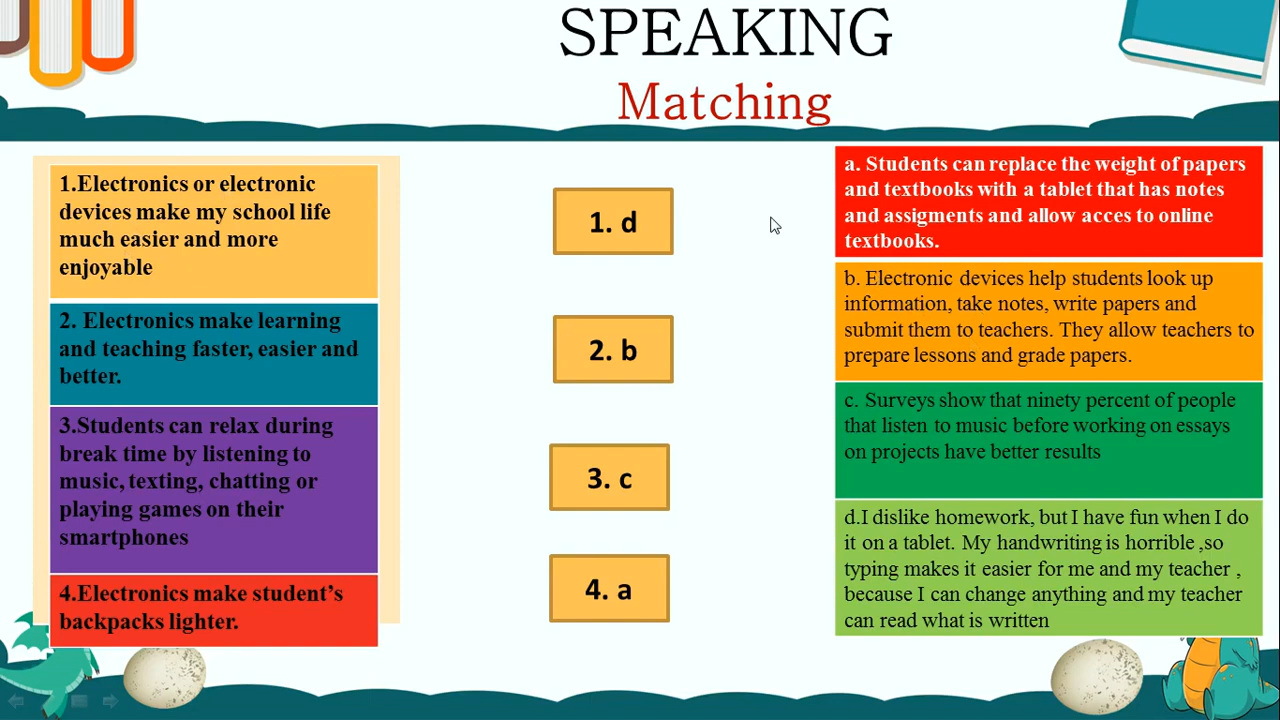 SPEAKING
Matching
1.Electronics or electronic
devices make my school life
much easier and more
enjoyable
2. Electronics make learning
and teaching faster, easier and
better.
3.Students can relax during
break time by listening to
music, texting, chatting or
playing games on their
smartphones
4.Electronics make student’s
backpacks lighter.
1. d
2. b
3. c
4. a
a. Students can replace the weight of papers
and textbooks with a tablet that has notes
and assigments and allow acces to online
textbooks.
b. Electronic devices help students look up
information, take notes, write papers and
submit them to teachers. They allow teachers to
prepare lessons and grade papers.
c. Surveys show that ninety percent of people
that listen to music before working on essays
on projects have better results
d.I dislike homework, but I have fun when I do
it on a tablet. My handwriting is horrible ,so
typing makes it easier for me and my teacher ,
because I can change anything and my teacher
can read what is written